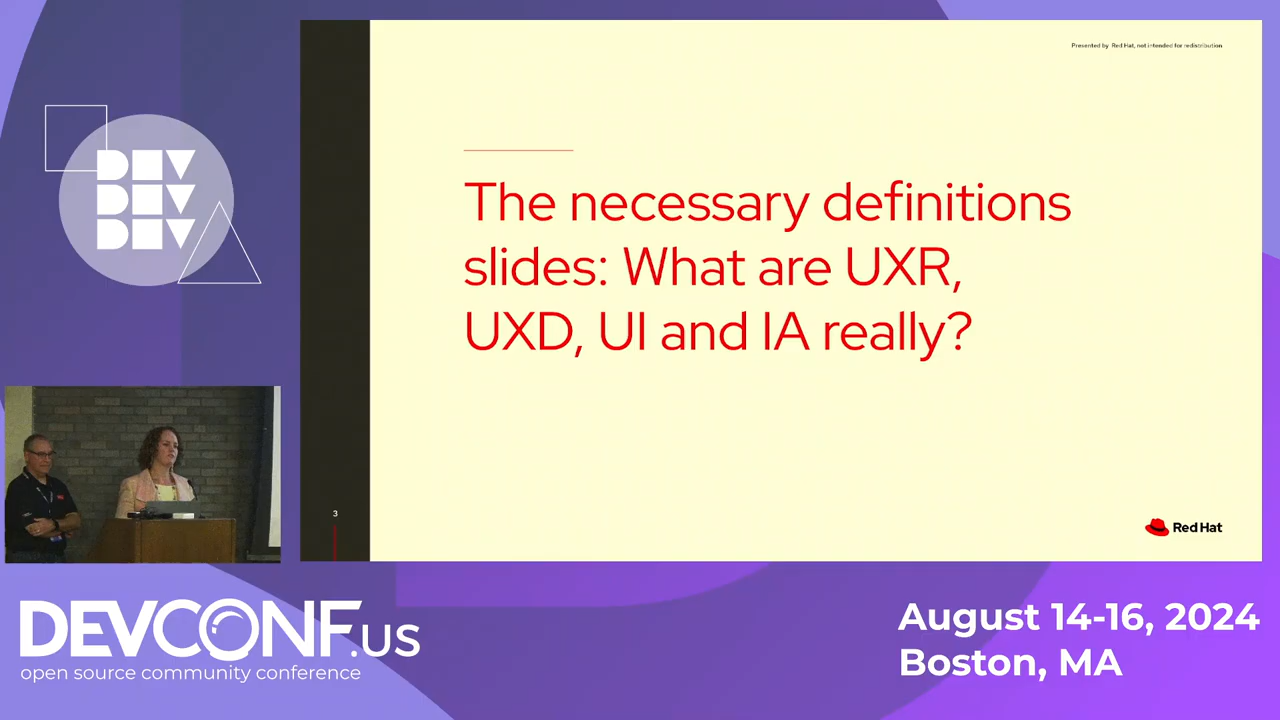 Presented by Red Hat, not intended for redistribution
DEV
DEV
DEV
The necessary definitions
slides: What are UXR,
UXD, UI and IA really?
3
Red Hat
DEVCONF.US
open source community conference
August 14-16, 2024
Boston, MA